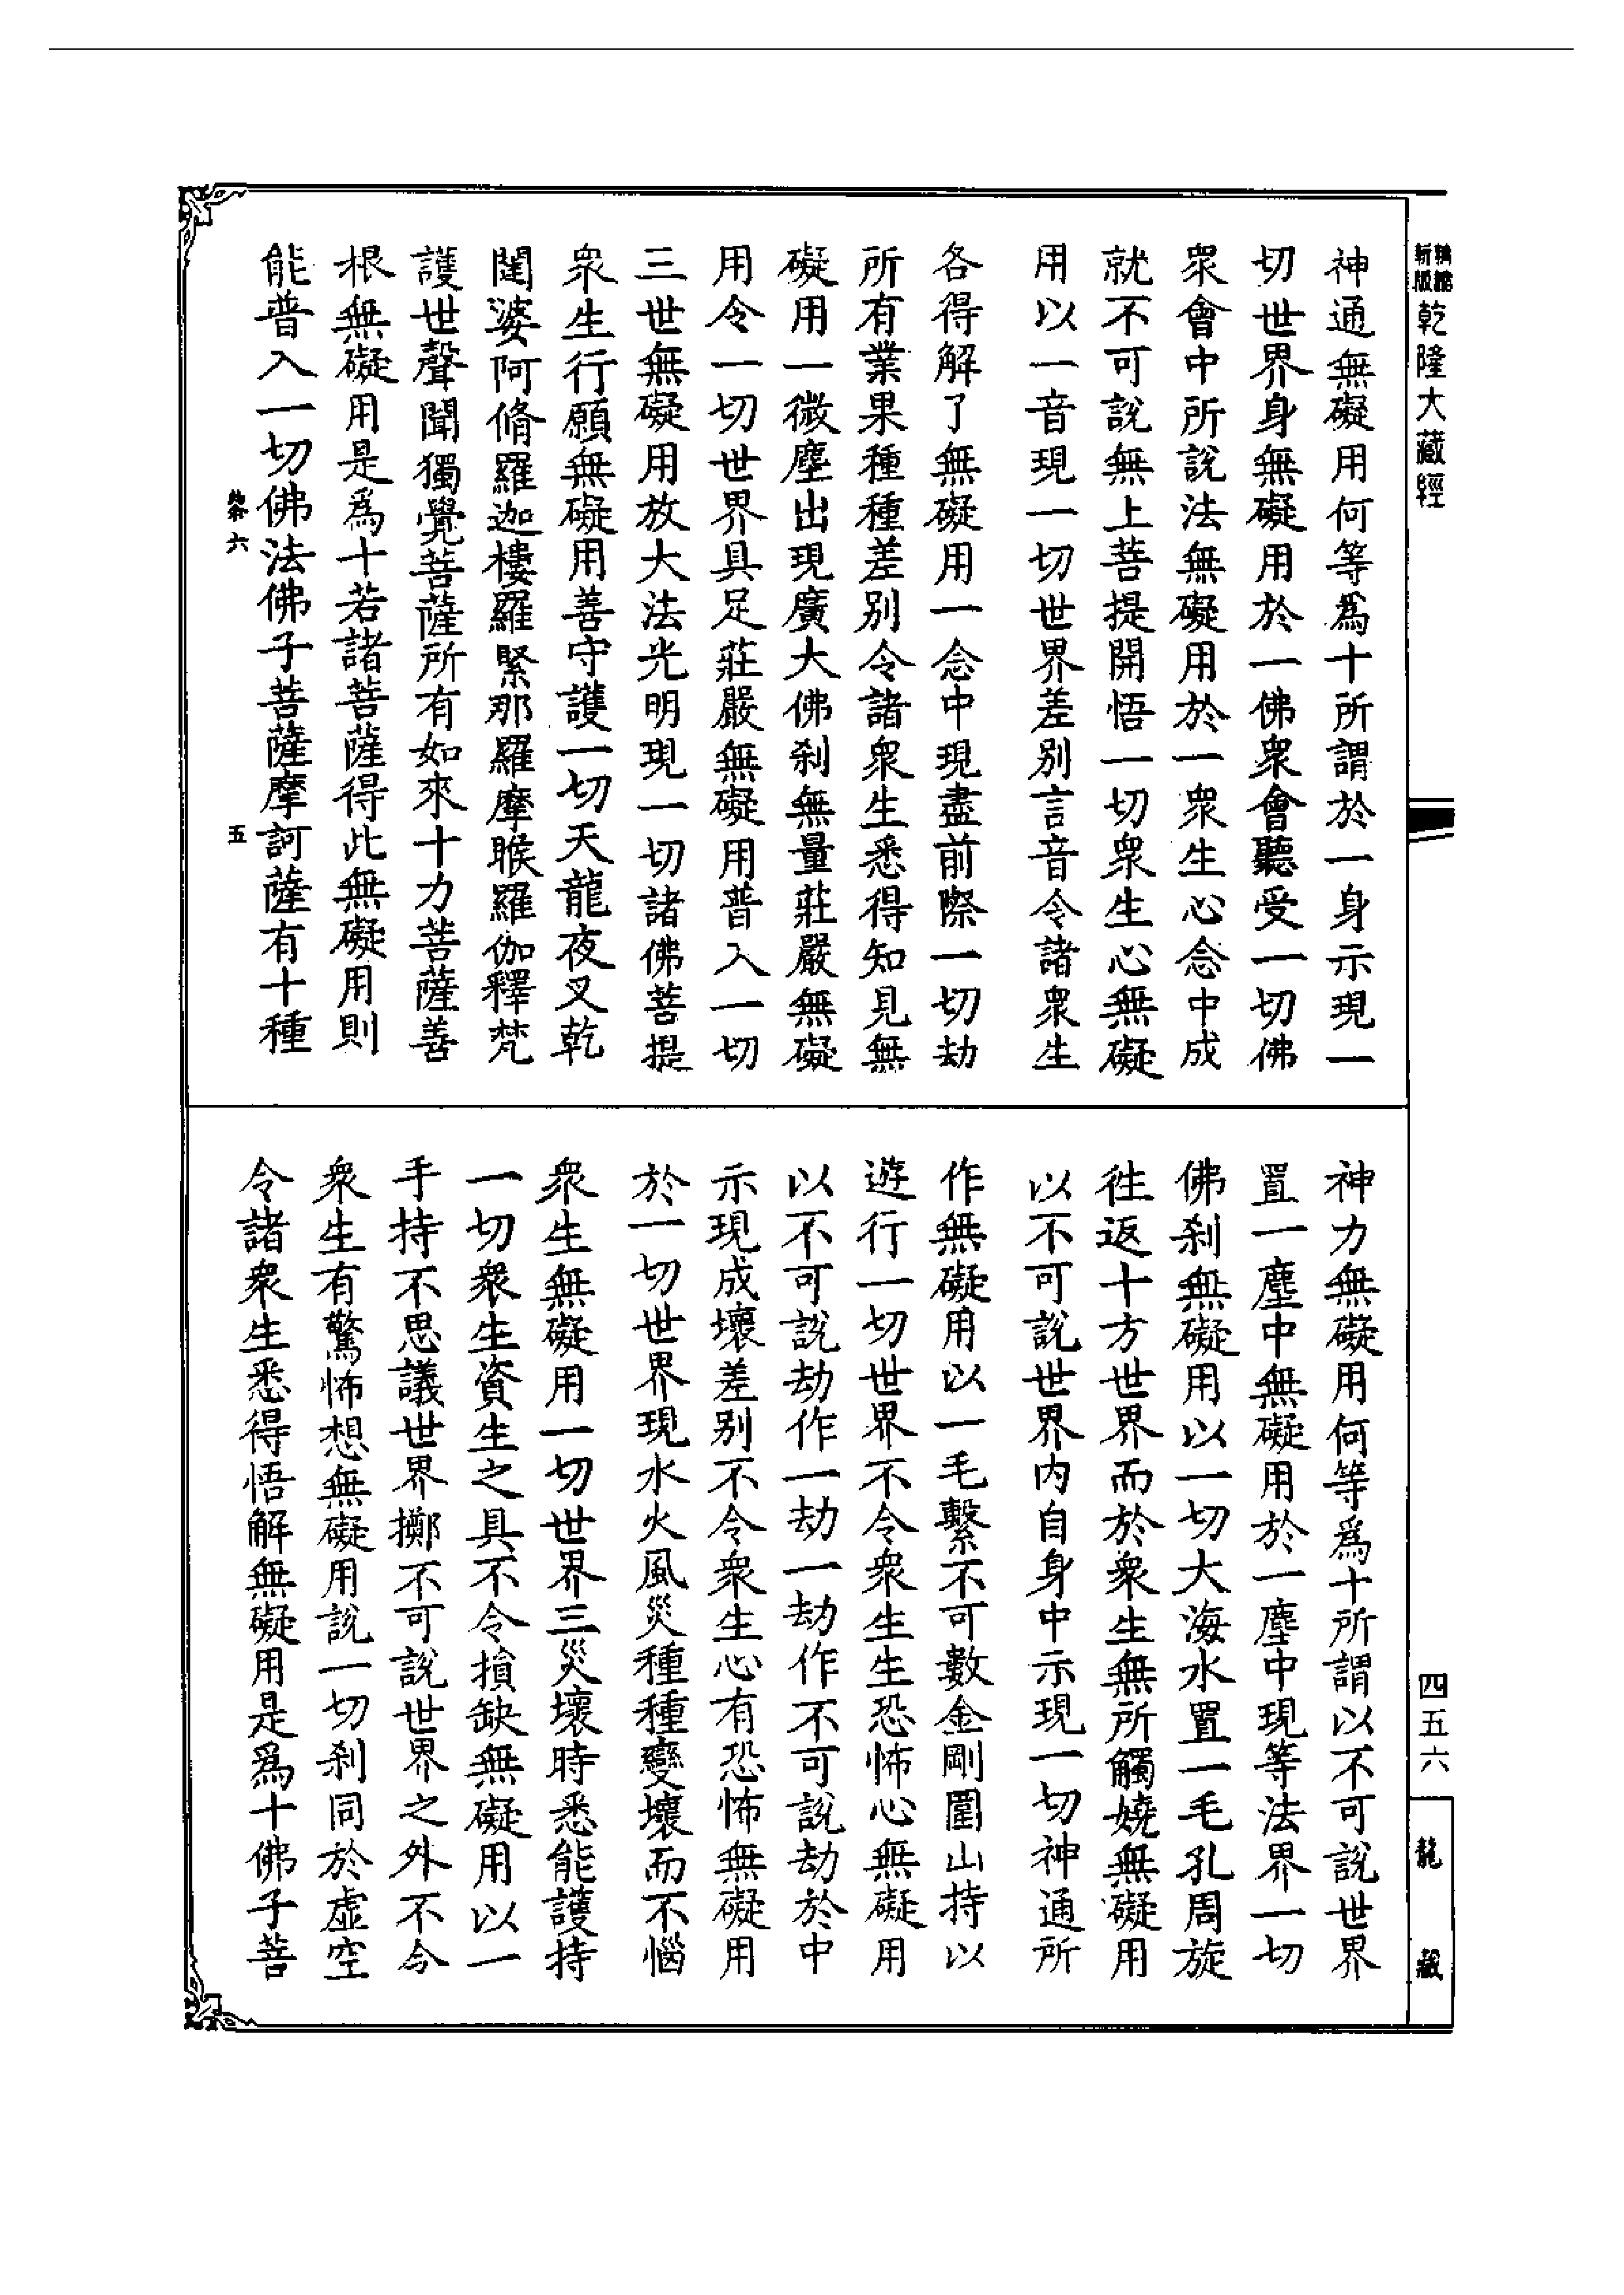 新版
精縮
乾隆大藏經
神通無礙用何等為十所謂於一身示現一
切世界身無礙用於一佛衆會聽受一切佛
衆會中所說法無礙用於一衆生心念中成
就不可說無上菩提開悟一切衆生心無礙
用以一音現一切世界差別言音令諸衆生
各得解了無礙用一念中現盡前際一切劫
所有業果種種差別令諸衆生悉得知見無
礙用一微塵出現廣大佛刹無量莊嚴無礙
用令一切世界具足莊嚴無礙用普入一切
三世無礙用放大法光明現一切諸佛菩提
衆生行願無礙用善守護一切天龍夜叉乾
闥婆阿脩羅迦樓羅緊那羅摩睺羅伽釋梵
護世聲聞獨覺菩薩所有如來十力菩薩善
根無礙用是為十若諸菩薩得此無礙用則
能普入一切佛法佛子菩薩摩訶薩有十種
六
五
神力無礙用何等為十所謂以不可說世界
置一塵中無礙用於一塵中現等法界一切
佛刹無礙用以一切大海水置一毛孔周旋
往返十方世界而於衆生無所觸嬈無礙用
以不可說世界內自身中示現一切神通所
作無礙用以一毛繫不可數金剛圍山持以
遊行一切世界不令衆生生恐怖心無礙用
以不可說劫作一劫一劫作不可說劫於中
示現成壞差別不令衆生心有恐怖無礙用
於一切世界現水火風災種種變壞而不惱
衆生無礙用一切世界三災壞時悉能護持
一切衆生資生之具不令損缺無礙用以一
手持不思議世界擲不可說世界之外不令
衆生有驚怖想無礙用說一切刹同於虛空
令諸衆生悉得悟解無礙用是為十佛子菩
四五六
龍藏